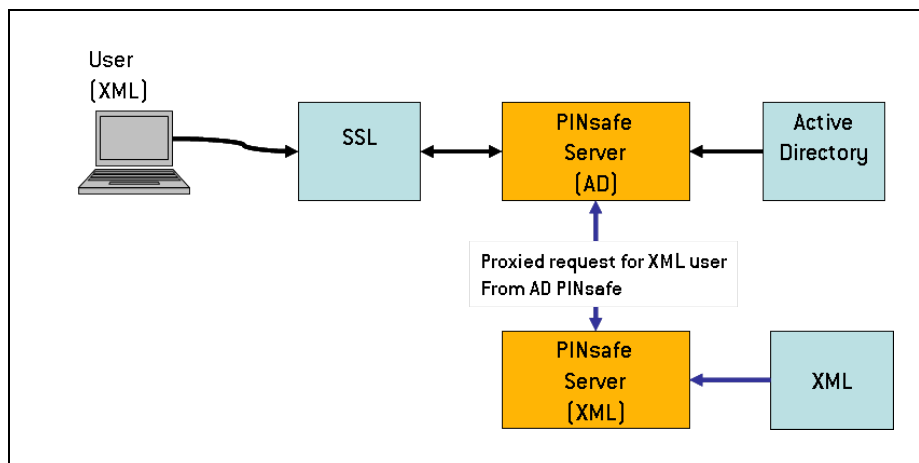 User
(XML)
SSL
PINsafe
Server
(AD)
Active
Directory
Proxied request for XML user
From AD PINsafe
PINsafe
Server
(XML)
XML